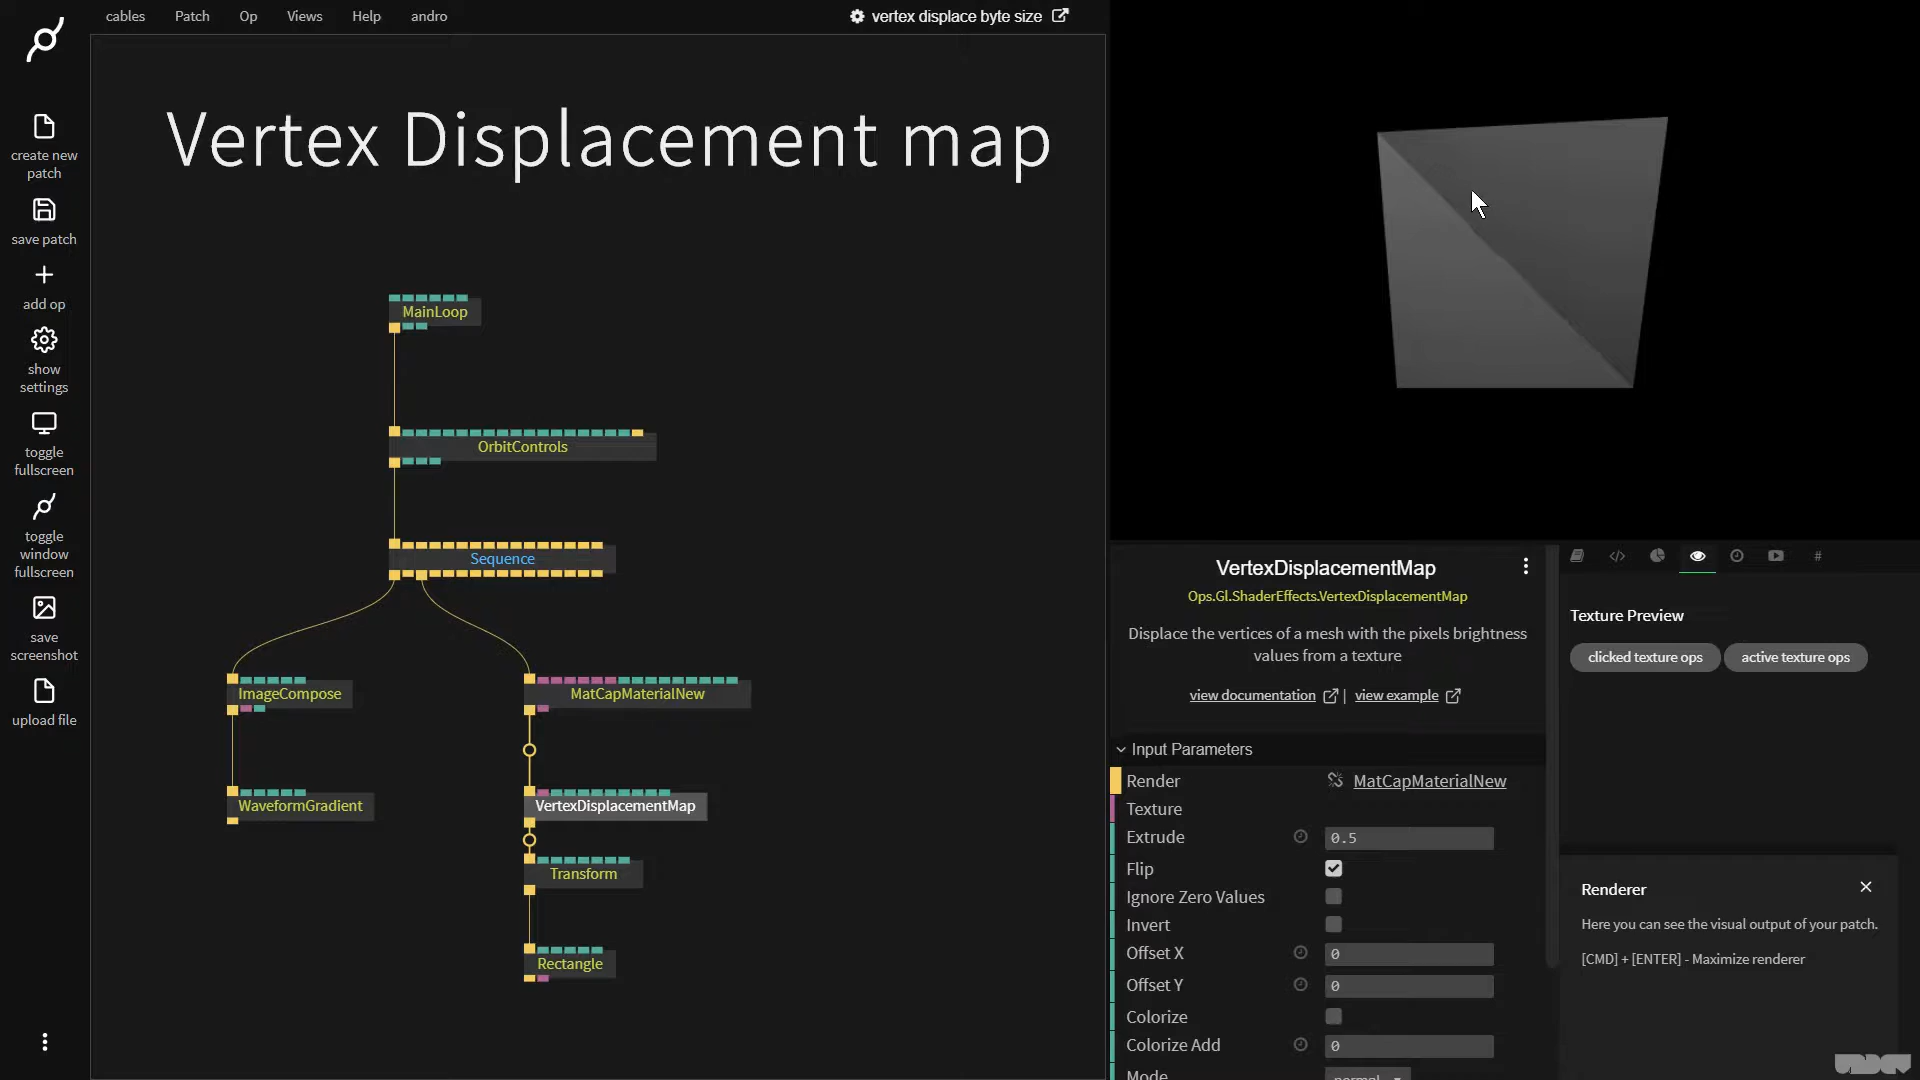 cables
Patch
Op
Views
Help
andro
vertex displace byte size
create new
patch
save patch
add op
show
settings
toggle
fullscreen
toggle
window
fullscreen
save
screenshot
upload file
Vertex Displacement map
MainLoop
OrbitControls
Sequence
ImageCompose
MatCapMaterialNew
WaveformGradient
VertexDisplacementMap
Transform
Rectangle
VertexDisplacementMap
Ops.Gl.ShaderEffects.VertexDisplacementMap
Displace the vertices of a mesh with the pixels brightness
values from a texture
view documentation | view example
Input Parameters
Render MatCapMaterialNew
Texture
Extrude 0.5
Flip
Ignore Zero Values
Invert
Offset X 0
Offset Y 0
Colorize
Colorize Add 0
Mode normal
Texture Preview
clicked texture ops
active texture ops
Renderer
Here you can see the visual output of your patch.
[CMD] + [ENTER] - Maximize renderer